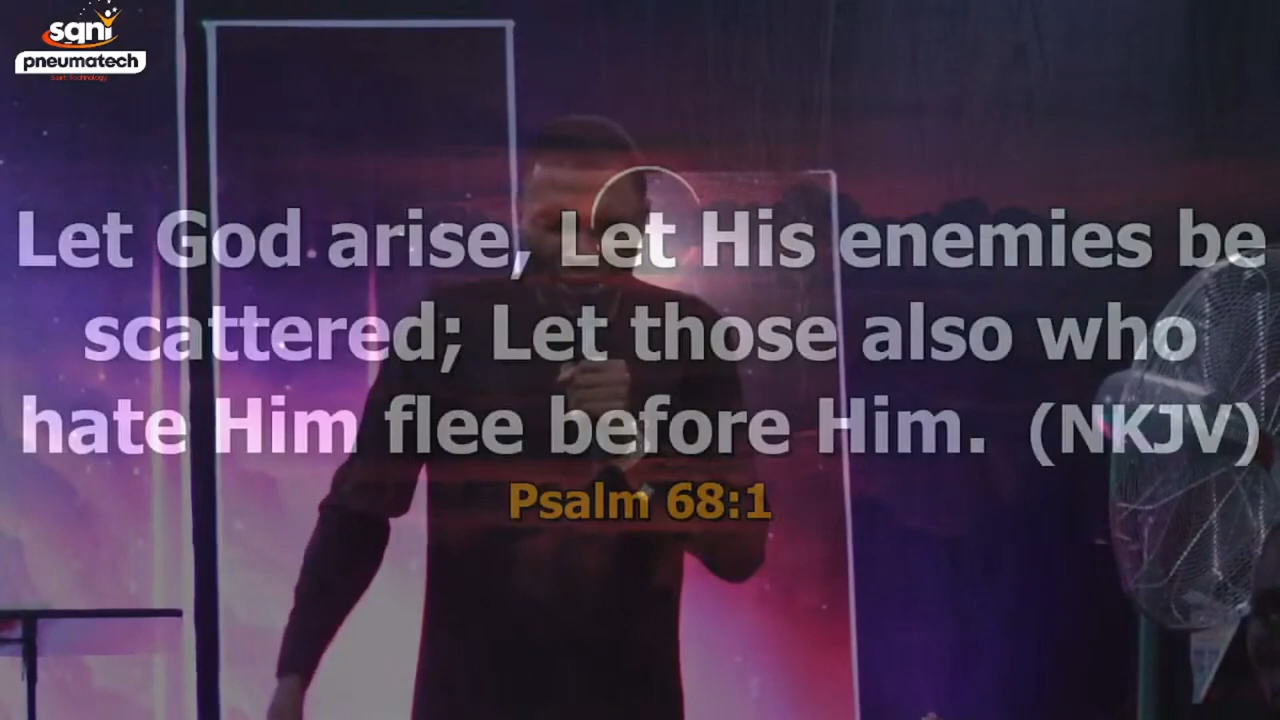 sqni
pneumatech
Let God arise, Let His enemies be
scattered; Let those also who
hate Him flee before Him. (NKJV)
Psalm 68:1